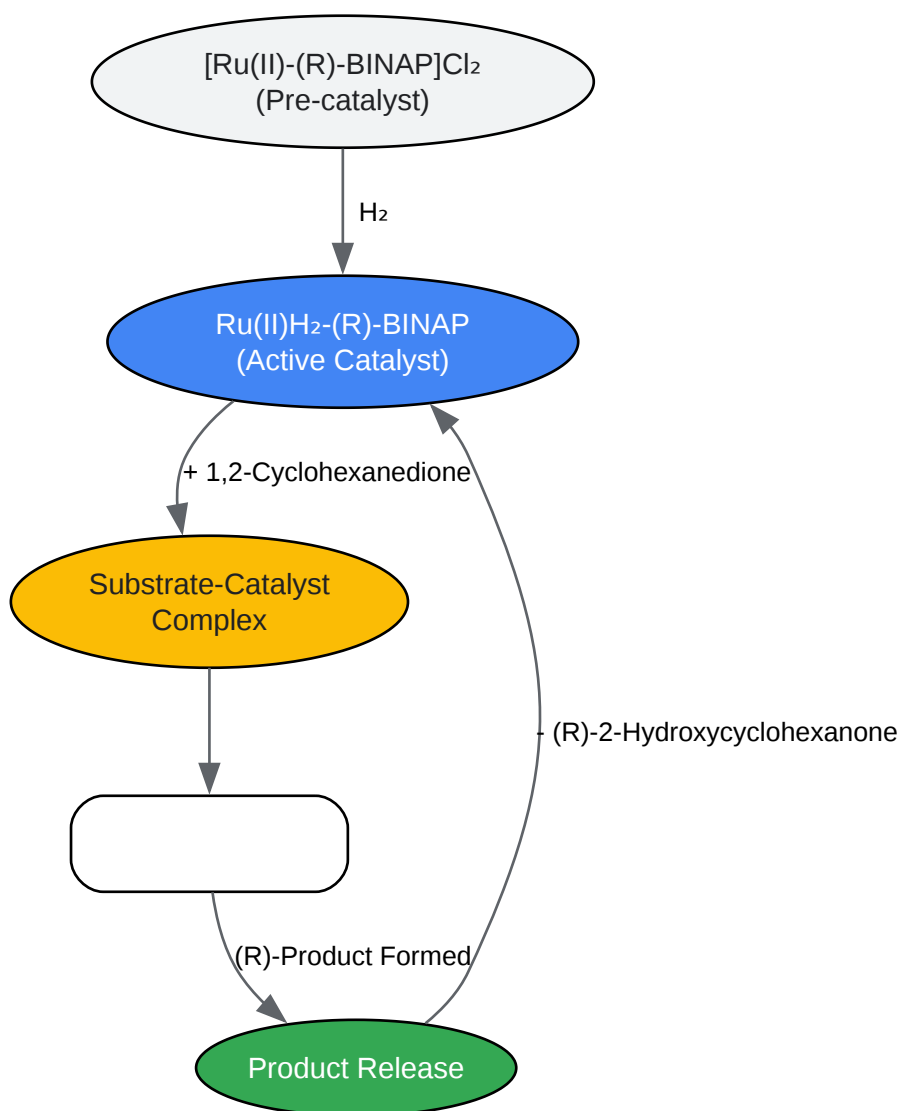 [Ru(II)-(R)-BINAP]Cl₂
(Pre-catalyst)
H₂
Ru(II)H₂-(R)-BINAP
(Active Catalyst)
+ 1,2-Cyclohexanedione
Substrate-Catalyst
Complex
- (R)-2-Hydroxycyclohexanone
(R)-Product Formed
Product Release